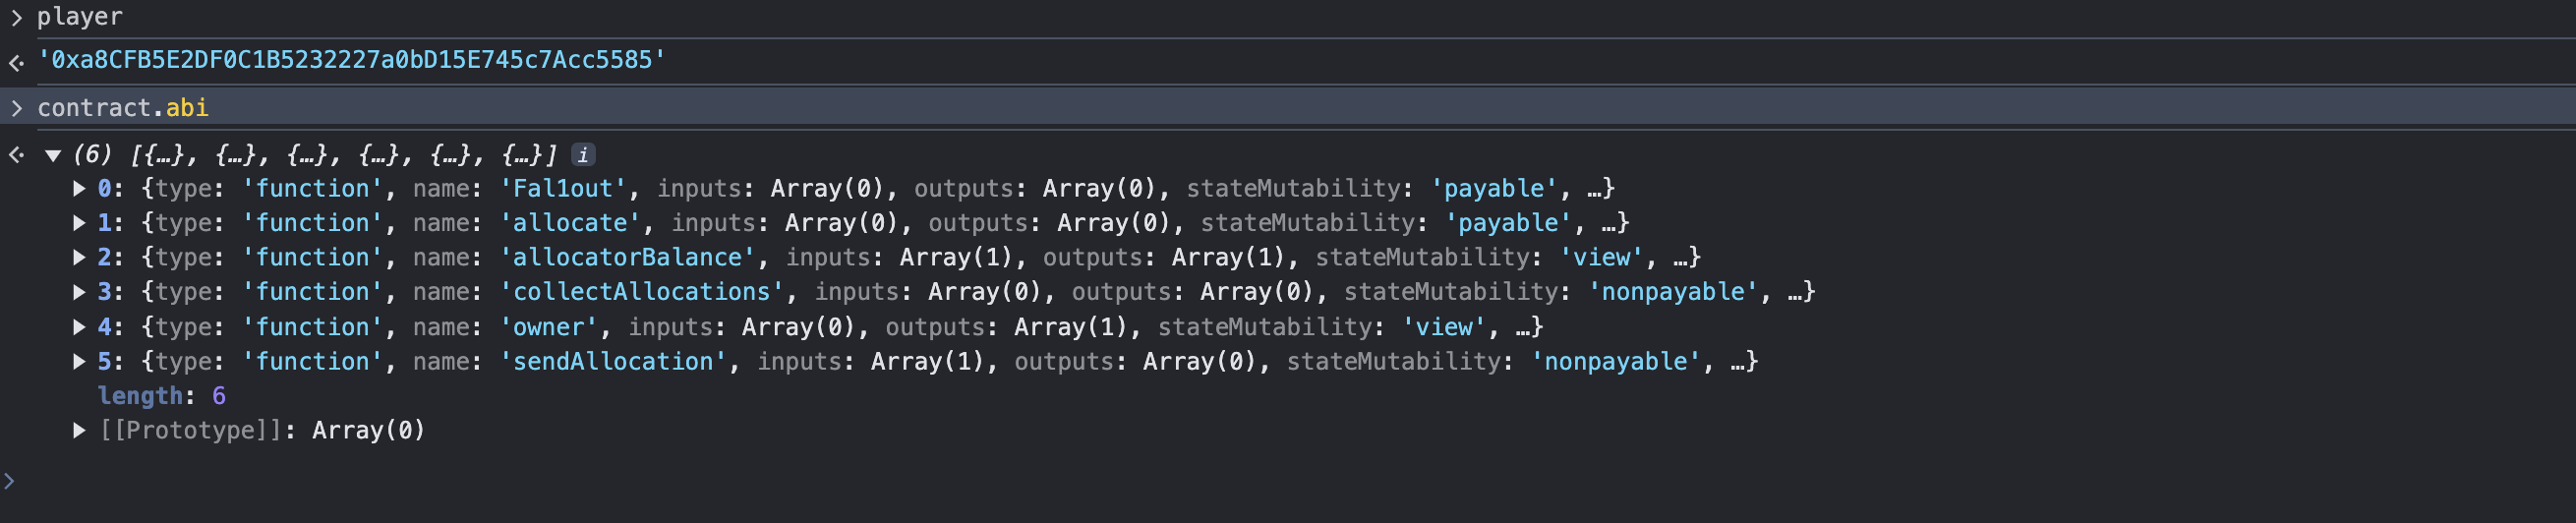 > player
'0xa8CFB5E2DF0C1B5232227a0bD15E745c7Acc5585'
> contract.abi
▼ (6) [{…}, {…}, {…}, {…}, {…}, {…}] i
▶ 0: {type: 'function', name: 'Fal1out', inputs: Array(0), outputs: Array(0), stateMutability: 'payable', …}
▶ 1: {type: 'function', name: 'allocate', inputs: Array(0), outputs: Array(0), stateMutability: 'payable', …}
▶ 2: {type: 'function', name: 'allocatorBalance', inputs: Array(1), outputs: Array(1), stateMutability: 'view', …}
▶ 3: {type: 'function', name: 'collectAllocations', inputs: Array(0), outputs: Array(0), stateMutability: 'nonpayable', …}
▶ 4: {type: 'function', name: 'owner', inputs: Array(0), outputs: Array(1), stateMutability: 'view', …}
▶ 5: {type: 'function', name: 'sendAllocation', inputs: Array(1), outputs: Array(0), stateMutability: 'nonpayable', …}
length: 6
▶ [[Prototype]]: Array(0)
>